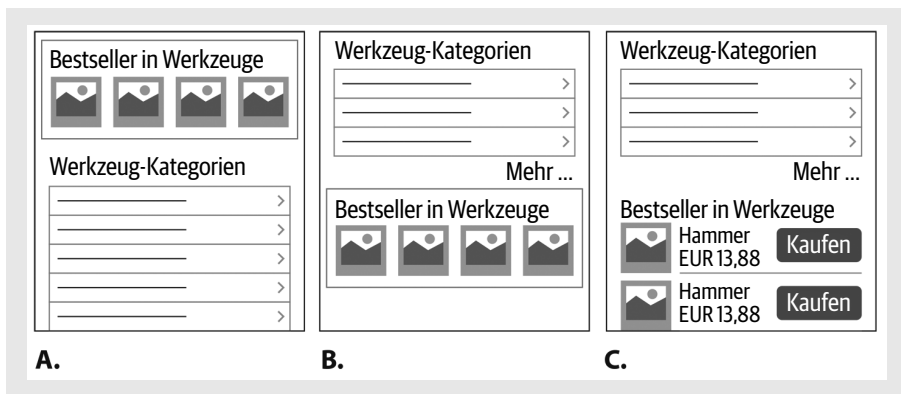 Bestseller in Werkzeuge
Werkzeug-Kategorien
A.
Werkzeug-Kategorien
Mehr ...
Bestseller in Werkzeuge
B.
Werkzeug-Kategorien
Mehr ...
Bestseller in Werkzeuge
Hammer
EUR 13,88
Kaufen
Hammer
EUR 13,88
Kaufen
C.